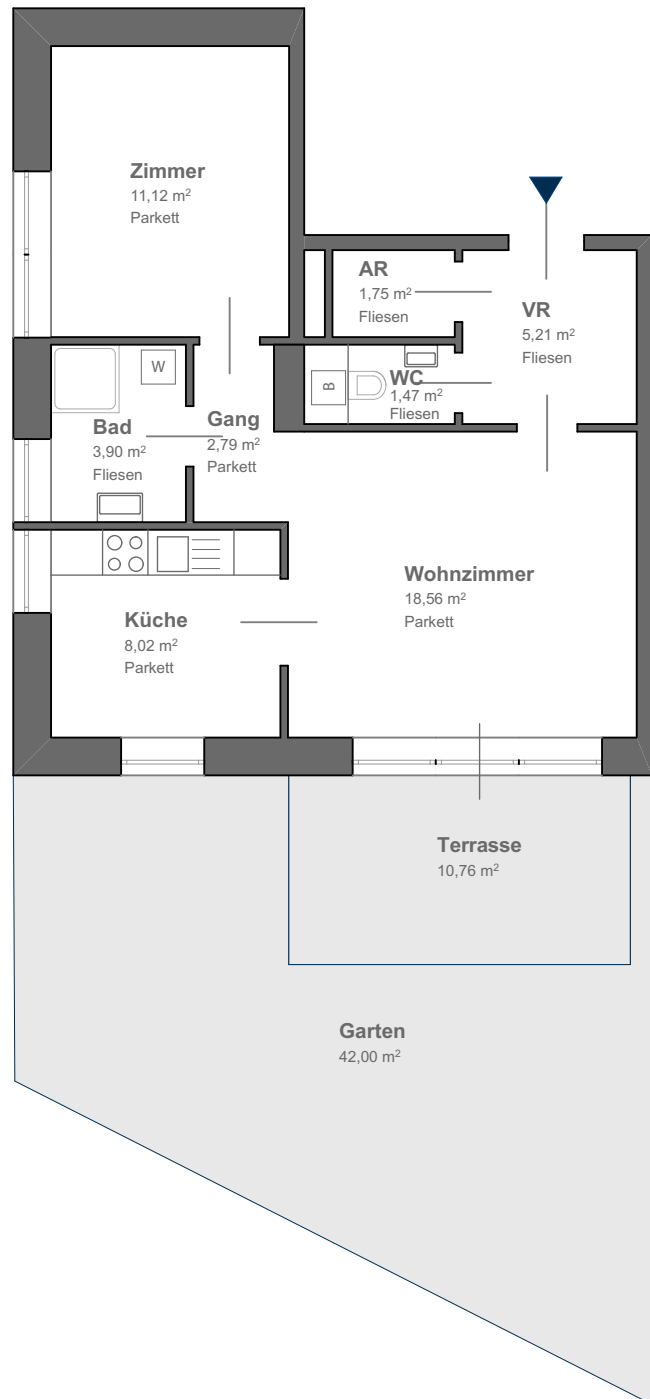 Zimmer
11,12 m²
Parkett
AR
1,75 m²
Fliesen
VR
5,21 m²
Fliesen
W
B
WC
1,47 m²
Fliesen
Bad
3,90 m²
Fliesen
Gang
2,79 m²
Parkett
Wohnzimmer
18,56 m²
Parkett
Küche
8,02 m²
Parkett
Terrasse
10,76 m²
Garten
42,00 m²